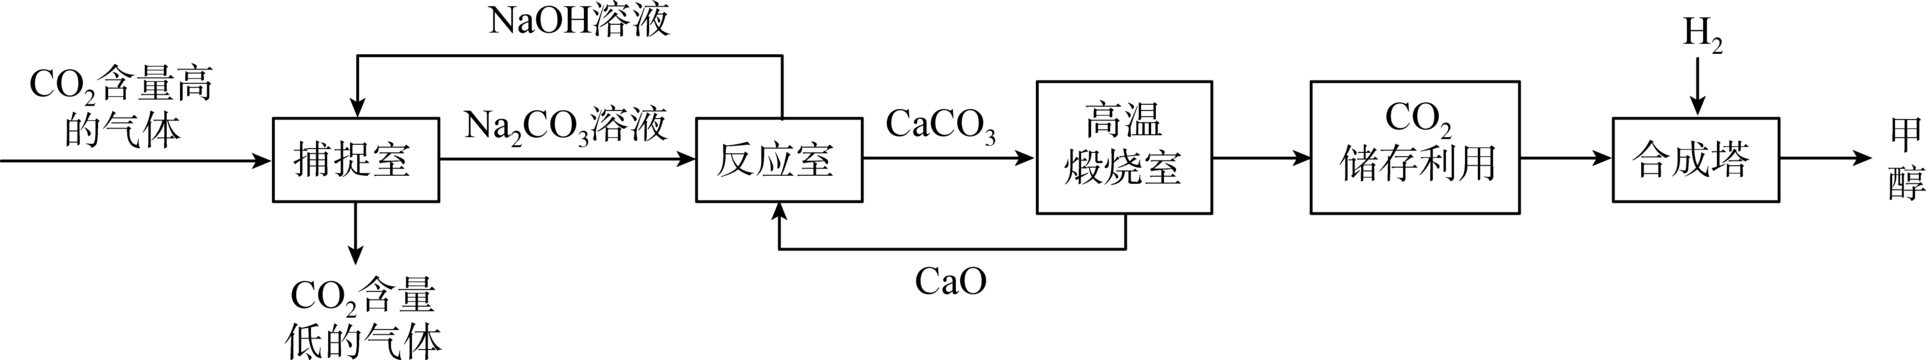 NaOH溶液
CO₂含量高
的气体
捕捉室
Na₂CO₃溶液
反应室
CaCO₃
高温
煅烧室
CO₂
储存利用
H₂
合成塔
甲
醇
CaO
CO₂含量
低的气体